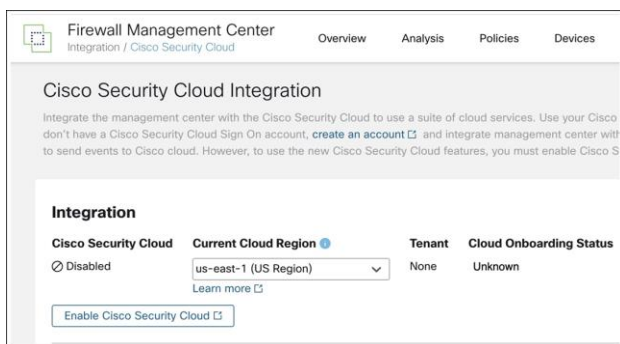 Firewall Management Center
Integration / Cisco Security Cloud
Overview Analysis Policies Devices
Cisco Security Cloud Integration
Integrate the management center with the Cisco Security Cloud to use a suite of cloud services. Use your Cisco
don't have a Cisco Security Cloud Sign On account, create an account and integrate management center with
to send events to Cisco cloud. However, to use the new Cisco Security Cloud features, you must enable Cisco S
Integration
Cisco Security Cloud Current Cloud Region Tenant Cloud Onboarding Status
Disabled us-east-1 (US Region) None Unknown
Learn more
Enable Cisco Security Cloud